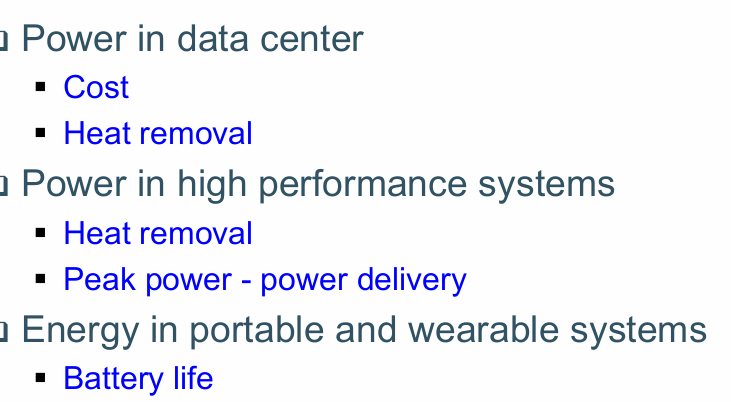 Power in data center
Cost
Heat removal
Power in high performance systems
Heat removal
Peak power - power delivery
Energy in portable and wearable systems
Battery life